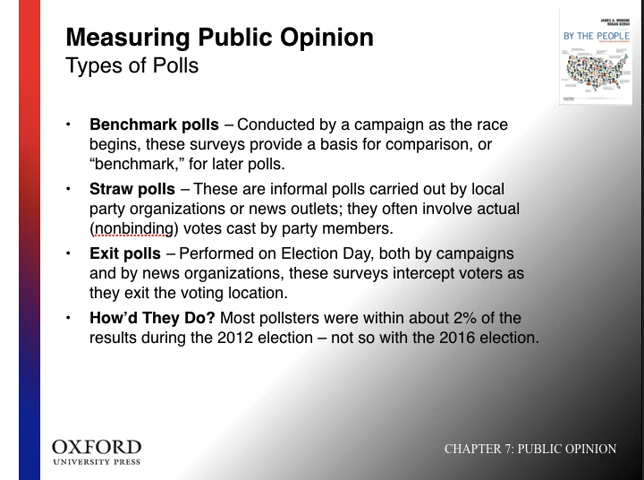 Measuring Public Opinion
Types of Polls
JAMES A. MORONE
ROGAN KERSH
BY THE PEOPLE
• Benchmark polls – Conducted by a campaign as the race
begins, these surveys provide a basis for comparison, or
“benchmark,” for later polls.
• Straw polls – These are informal polls carried out by local
party organizations or news outlets; they often involve actual
(nonbinding) votes cast by party members.
• Exit polls – Performed on Election Day, both by campaigns
and by news organizations, these surveys intercept voters as
they exit the voting location.
• How’d They Do? Most pollsters were within about 2% of the
results during the 2012 election – not so with the 2016 election.
OXFORD
UNIVERSITY PRESS
CHAPTER 7: PUBLIC OPINION